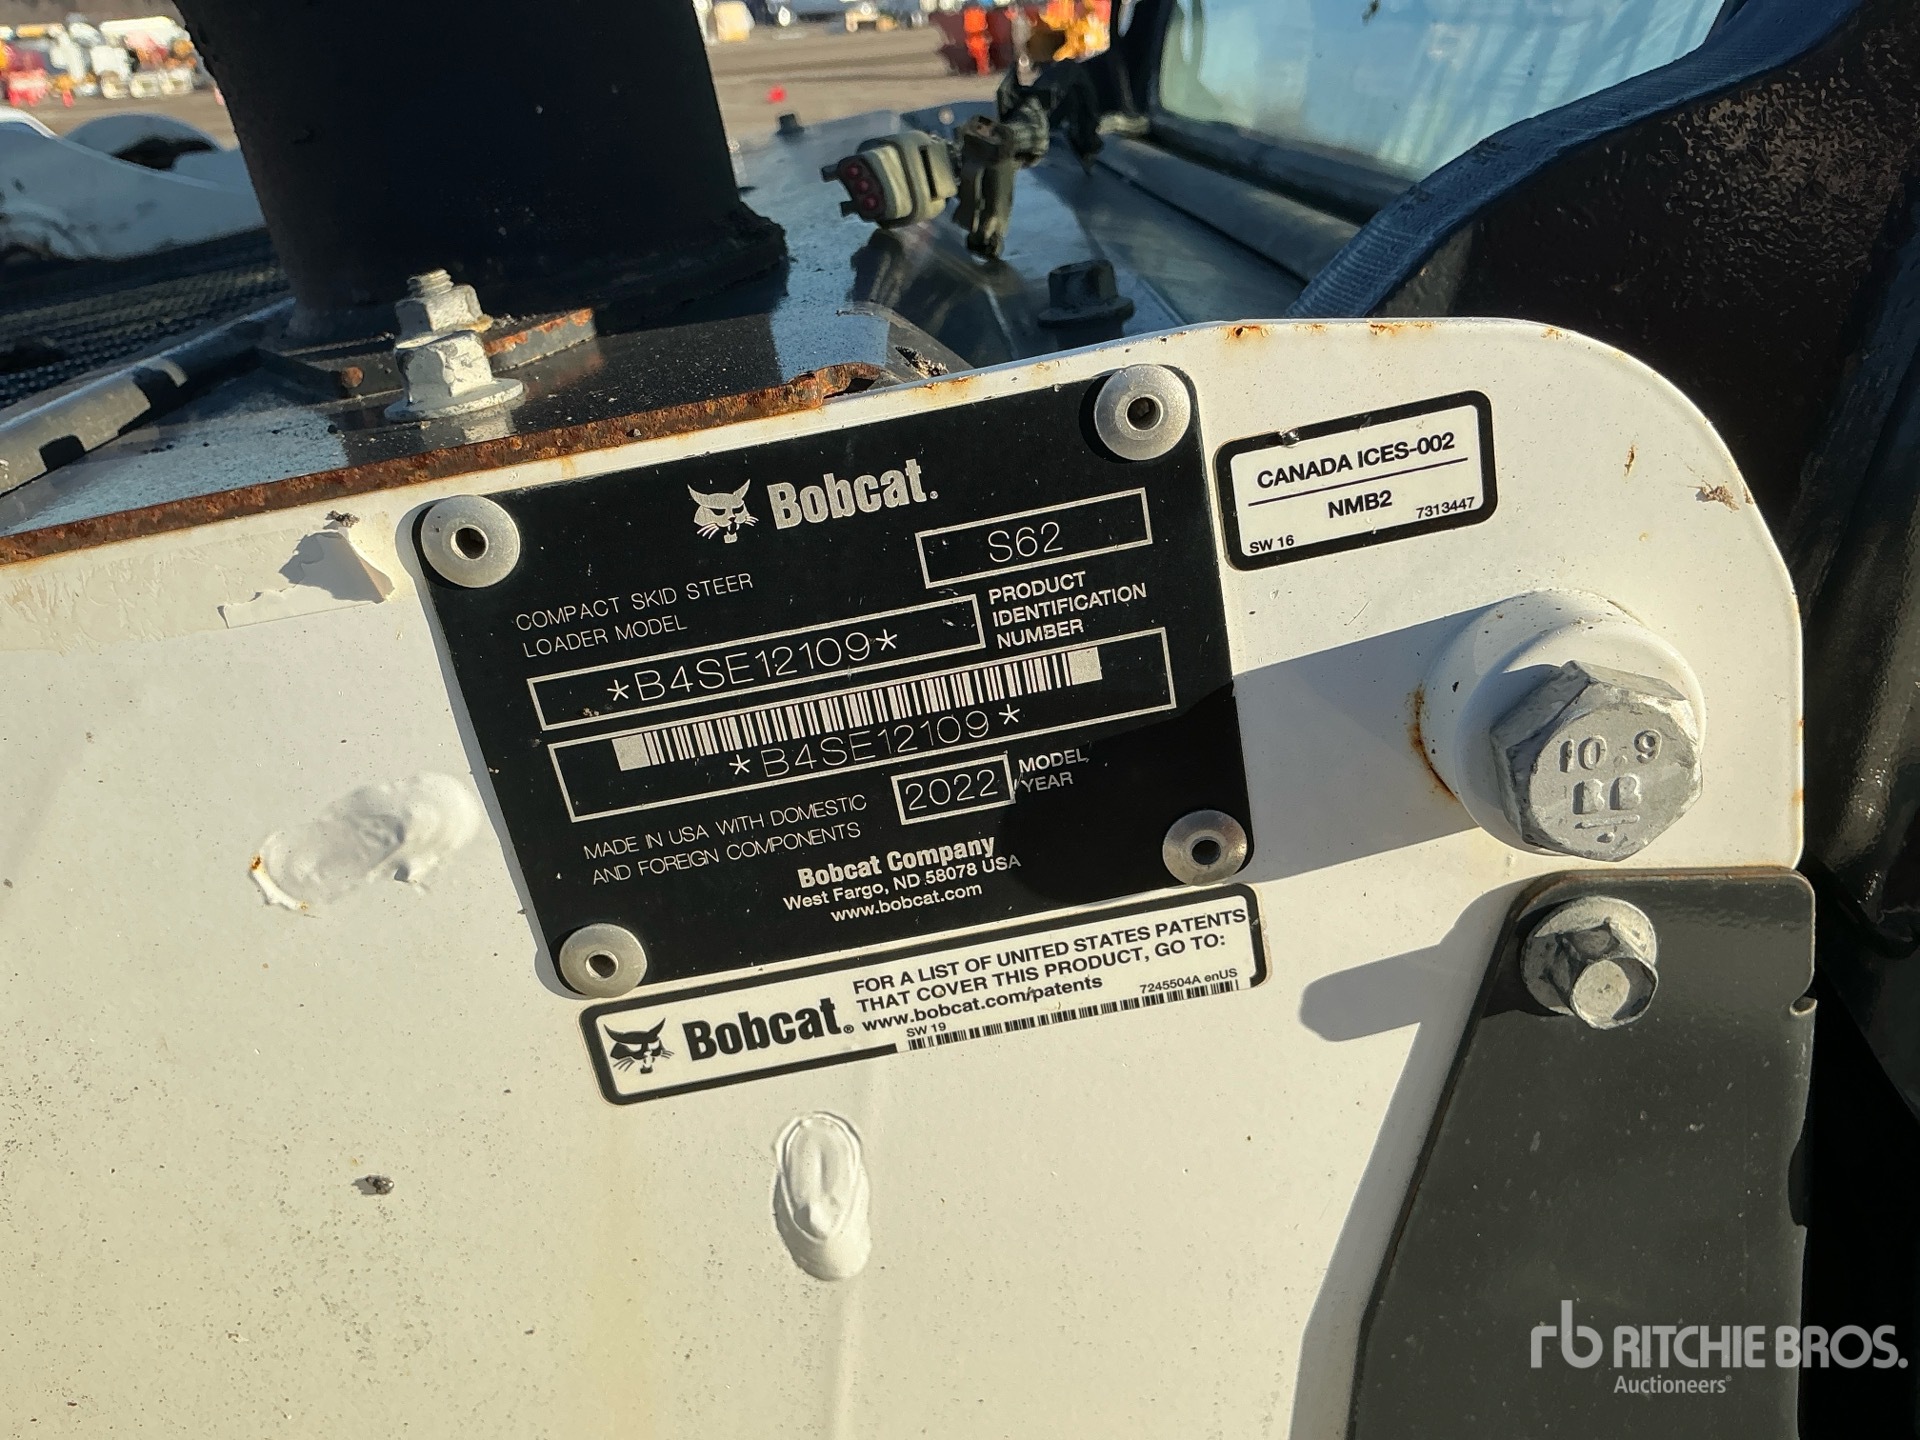 Bobcat.
COMPACT SKID STEER
LOADER MODEL
S62
*B4SE12109*
PRODUCT
IDENTIFICATION
NUMBER
*B4SE12109*
MADE IN USA WITH DOMESTIC
AND FOREIGN COMPONENTS
2022
MODEL
YEAR
Bobcat Company
West Fargo, ND 58078 USA
www.bobcat.com
CANADA ICES-002
NMB2
SW 16
7313447
10.9
BB
Bobcat®
FOR A LIST OF UNITED STATES PATENTS
THAT COVER THIS PRODUCT, GO TO:
www.bobcat.com/patents
7245504A enUS
SW 19
rb RITCHIE BROS.
Auctioneers